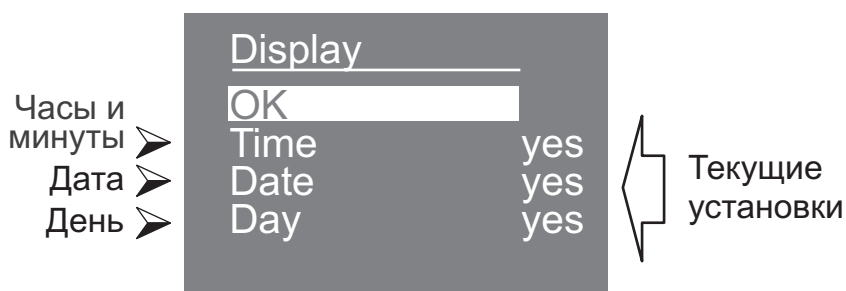 Display
OK
Часы и
минуты
Time yes
Дата
Date yes
День
Day yes
Текущие
установки